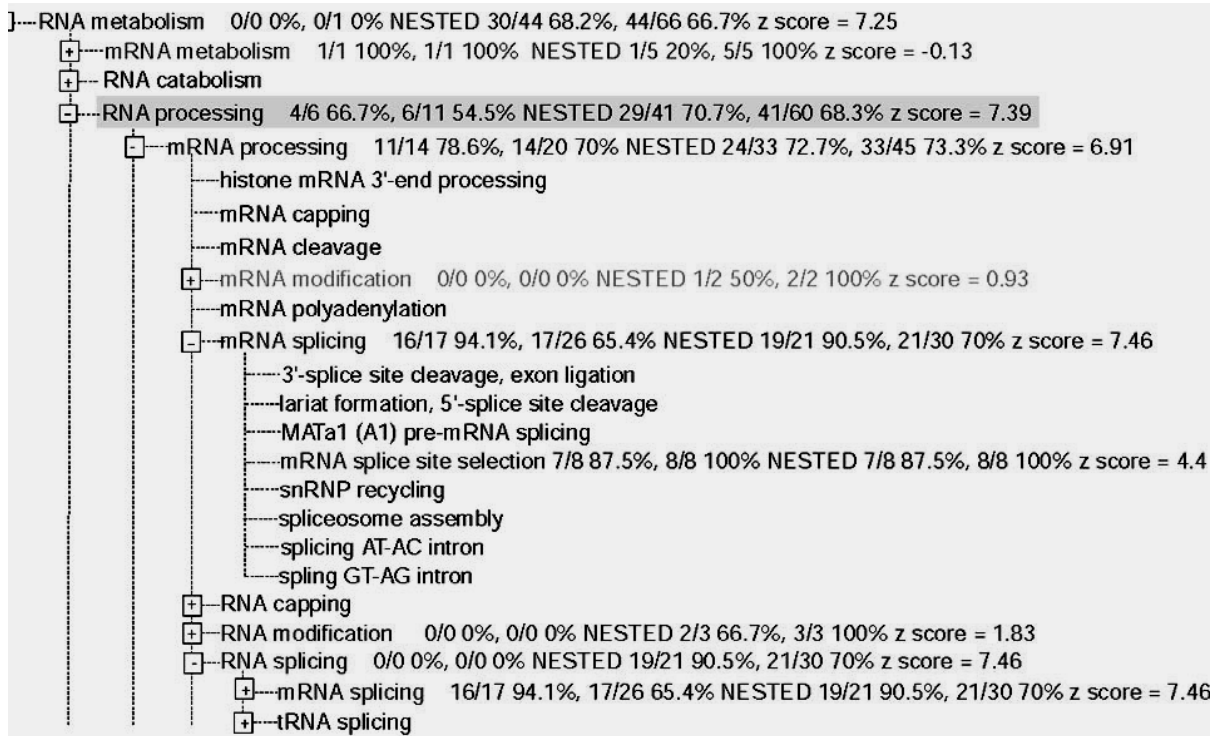 RNA metabolism 0/0 0%, 0/1 0% NESTED 30/44 68.2%, 44/66 66.7% z score = 7.25
mRNA metabolism 1/1 100%, 1/1 100% NESTED 1/5 20%, 5/5 100% z score = -0.13
RNA catabolism
RNA processing 4/6 66.7%, 6/11 54.5% NESTED 29/41 70.7%, 41/60 68.3% z score = 7.39
mRNA processing 11/14 78.6%, 14/20 70% NESTED 24/33 72.7%, 33/45 73.3% z score = 6.91
histone mRNA 3'-end processing
mRNA capping
mRNA cleavage
mRNA modification 0/0 0%, 0/0 0% NESTED 1/2 50%, 2/2 100% z score = 0.93
mRNA polyadenylation
mRNA splicing 16/17 94.1%, 17/26 65.4% NESTED 19/21 90.5%, 21/30 70% z score = 7.46
3'-splice site cleavage, exon ligation
lariat formation, 5'-splice site cleavage
MATa1 (A1) pre-mRNA splicing
mRNA splice site selection 7/8 87.5%, 8/8 100% NESTED 7/8 87.5%, 8/8 100% z score = 4.4
snRNP recycling
spliceosome assembly
splicing AT-AC intron
spling GT-AG intron
RNA capping
RNA modification 0/0 0%, 0/0 0% NESTED 2/3 66.7%, 3/3 100% z score = 1.83
RNA splicing 0/0 0%, 0/0 0% NESTED 19/21 90.5%, 21/30 70% z score = 7.46
mRNA splicing 16/17 94.1%, 17/26 65.4% NESTED 19/21 90.5%, 21/30 70% z score = 7.46
tRNA splicing